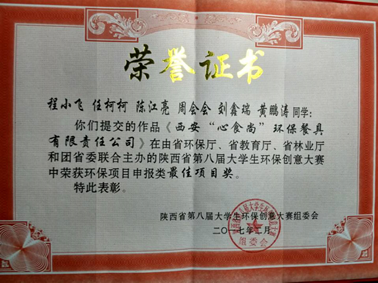 荣誉证书
程小飞 任柯柯 陈江亮 周会会 刘鑫瑞 黄鹏涛 同学：
你们提交的作品《西安“心食尚”环保餐具
有限责任公司》在由省环保厅、省教育厅、省林业厅
和团省委联合主办的陕西省第八届大学生环保创意大赛
中荣获环保项目申报类最佳项目奖。
特此表彰。
陕西省第八届大学生环保创意大赛组委会
二〇一七年 月
组委会